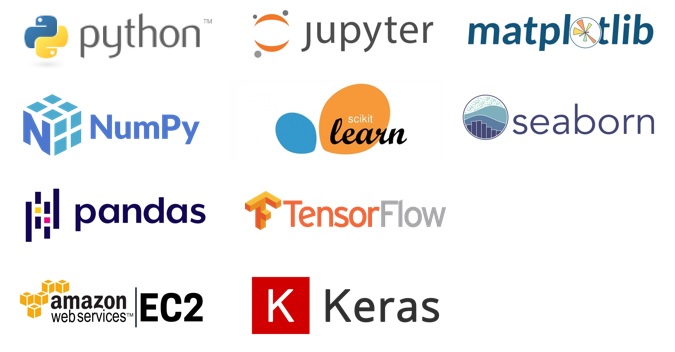 python™
jupyter
matplotlib
NumPy
scikit
learn
seaborn
pandas
TensorFlow
amazon
web services™
EC2
K Keras